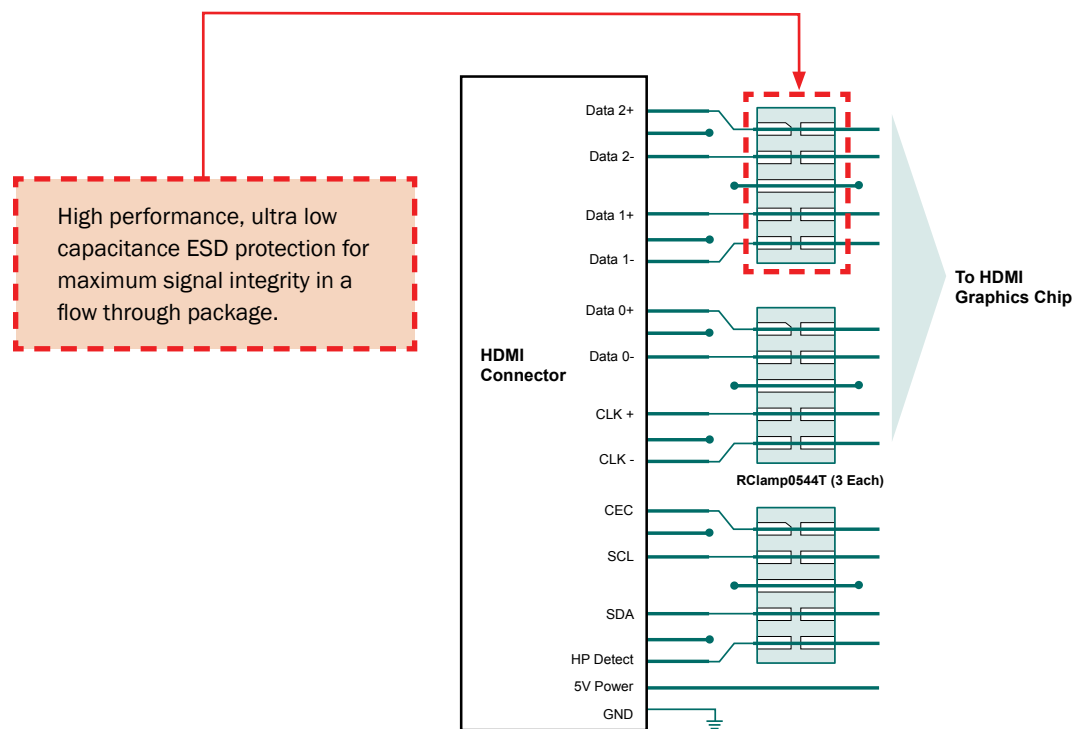 High performance, ultra low
capacitance ESD protection for
maximum signal integrity in a
flow through package.
HDMI
Connector
Data 2+
Data 2-
Data 1+
Data 1-
Data 0+
Data 0-
CLK +
CLK -
CEC
SCL
SDA
HP Detect
5V Power
GND
RClamp0544T (3 Each)
To HDMI
Graphics Chip